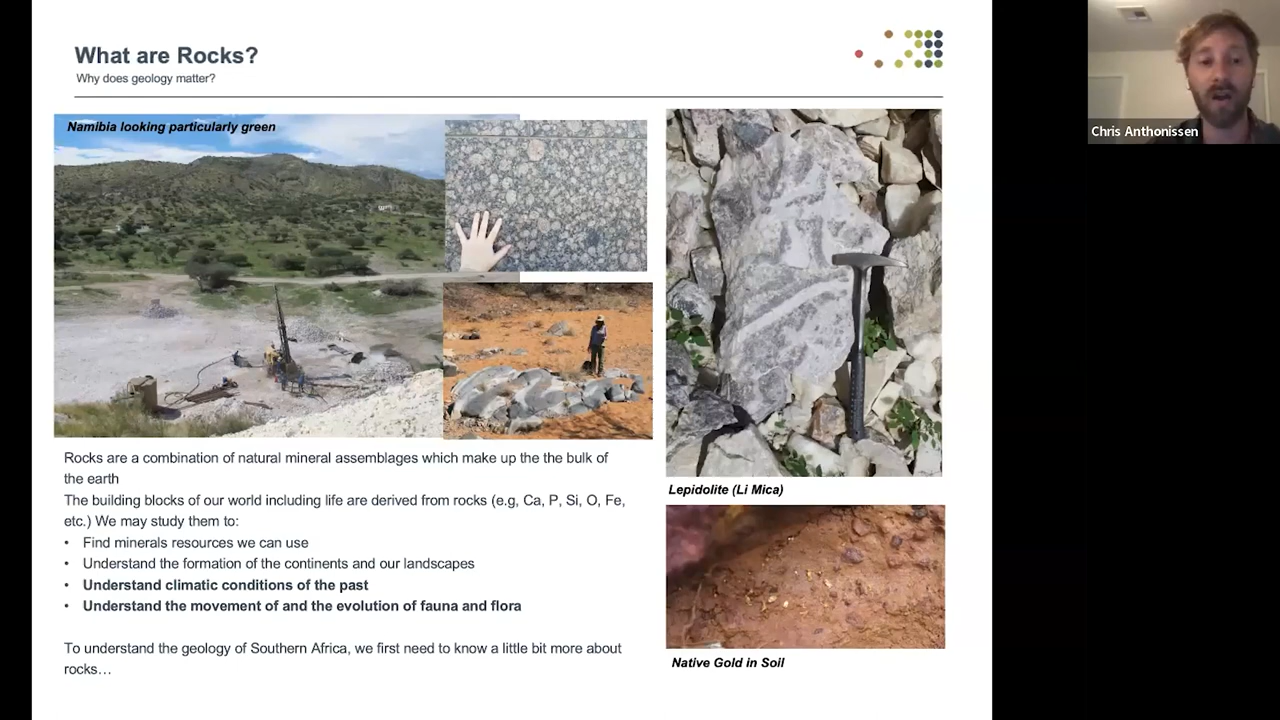 What are Rocks?
Why does geology matter?
Namibia looking particularly green
Chris Anthonissen
Rocks are a combination of natural mineral assemblages which make up the the bulk of
the earth
The building blocks of our world including life are derived from rocks (e.g, Ca, P, Si, O, Fe,
etc.) We may study them to:
• Find minerals resources we can use
• Understand the formation of the continents and our landscapes
• Understand climatic conditions of the past
• Understand the movement of and the evolution of fauna and flora
To understand the geology of Southern Africa, we first need to know a little bit more about
rocks…
Lepidolite (Li Mica)
Native Gold in Soil